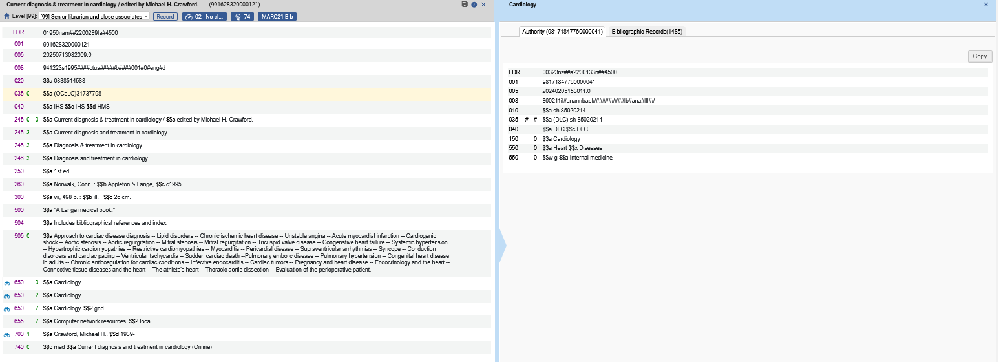 Current diagnosis & treatment in cardiology / edited by Michael H. Crawford. (991628320000121)
Level [99]: [99] Senior librarian and close associates Record 02 - No cl... 74 MARC21 Bib
LDR 01956nam##2200289Ia#4500
001 991628320000121
005 20250713082009.0
008 941223s1995####ctua#####b####001#0#eng#d
020 $$a 0838514588
035 0 $$a (OCoLC)31737798
040 $$a IHS $$c IHS $$d HMS
245 0 0 $$a Current diagnosis & treatment in cardiology / $$c edited by Michael H. Crawford.
246 3 $$a Current diagnosis and treatment in cardiology.
246 3 $$a Diagnosis & treatment in cardiology.
246 3 $$a Diagnosis and treatment in cardiology.
250 $$a 1st ed.
260 $$a Norwalk, Conn. : $$b Appleton & Lange, $$c c1995.
300 $$a vii, 498 p. : $$b ill. ; $$c 26 cm.
500 $$a "A Lange medical book."
504 $$a Includes bibliographical references and index.
505 0 $$a Approach to cardiac disease diagnosis -- Lipid disorders -- Chronic ischemic heart disease -- Unstable angina -- Acute myocardial infarction -- Cardiogenic
shock -- Aortic stenosis -- Aortic regurgitation -- Mitral stenosis -- Mitral regurgitation -- Tricuspid valve disease -- Congenstive heart failure -- Systemic hypertension
-- Hypertrophic cardiomyopathies -- Restrictive cardiomyopathies -- Myocarditis -- Pericardial disease -- Supraventricular arrhythmias -- Syncope -- Conduction
disorders and cardiac pacing -- Ventricular tachycardia -- Sudden cardiac death --Pulmonary embolic disease -- Pulmonary hypertension -- Congenital heart disease
in adults -- Chronic anticoagulation for cardiac conditions -- Infective endocarditis -- Cardiac tumors -- Pregnancy and heart disease -- Endocrinology and the heart --
Connective tissue diseases and the heart -- The athlete's heart -- Thoracic aortic dissection -- Evaluation of the perioperative patient.
650 0 $$a Cardiology
650 2 $$a Cardiology
650 7 $$a Cardiology. $$2 gnd
655 7 $$a Computer network resources. $$2 local
700 1 $$a Crawford, Michael H., $$d 1939-
740 0 $$5 med $$a Current diagnosis and treatment in cardiology (Online)
Cardiology
Authority (98171847760000041) Bibliographic Records(1485)
Copy
LDR 00323nz##a2200133n##4500
001 98171847760000041
005 20240205153011.0
008 860211i|#anannbab|##########|b#ana#|||##
010 $$a sh 85020214
035 # # $$a (DLC) sh 85020214
040 $$a DLC $$c DLC
150 0 $$a Cardiology
550 0 $$a Heart $$x Diseases
550 0 $$w g $$a Internal medicine